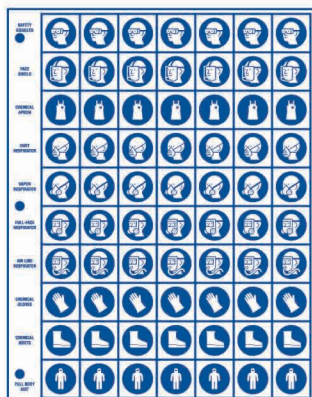 SAFETY
GOGGLES
FACE
SHIELD
CHEMICAL
APRON
DUST
RESPIRATOR
VAPOR
RESPIRATOR
FULL-FACE
RESPIRATOR
AIR LINE
RESPIRATOR
CHEMICAL
GLOVES
CHEMICAL
BOOTS
FULL BODY
SUIT